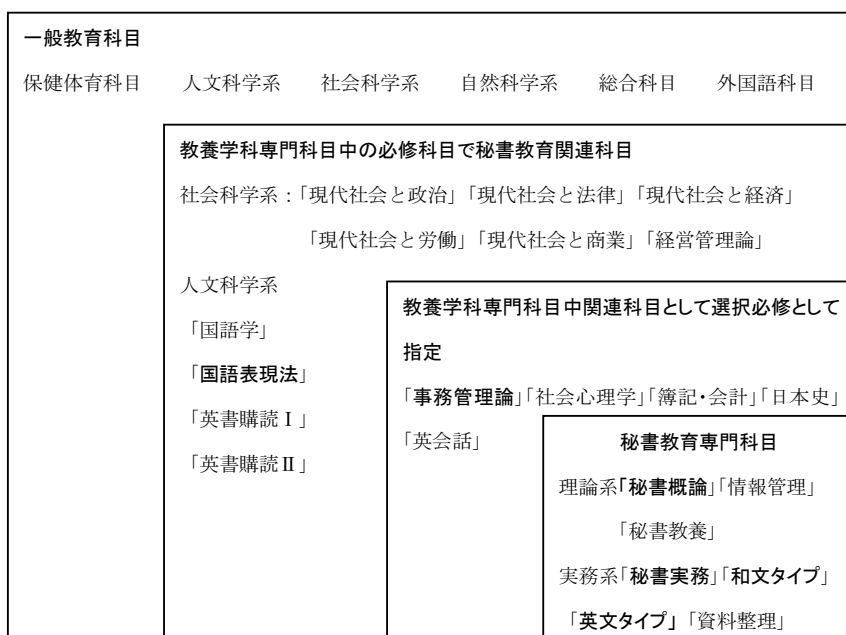 一般教育科目
保健体育科目 人文科学系 社会科学系 自然科学系 総合科目 外国語科目
教養学科専門科目中の必修科目で秘書教育関連科目
社会科学系：「現代社会と政治」「現代社会と法律」「現代社会と経済」
「現代社会と労働」「現代社会と商業」「経営管理論」
人文科学系
「国語学」
「国語表現法」
「英書購読Ⅰ」
「英書購読Ⅱ」
教養学科専門科目中関連科目として選択必修として
指定
「事務管理論」「社会心理学」「簿記・会計」「日本史」
「英会話」
秘書教育専門科目
理論系「秘書概論」「情報管理」
「秘書教養」
実務系「秘書実務」「和文タイプ」
「英文タイプ」「資料整理」